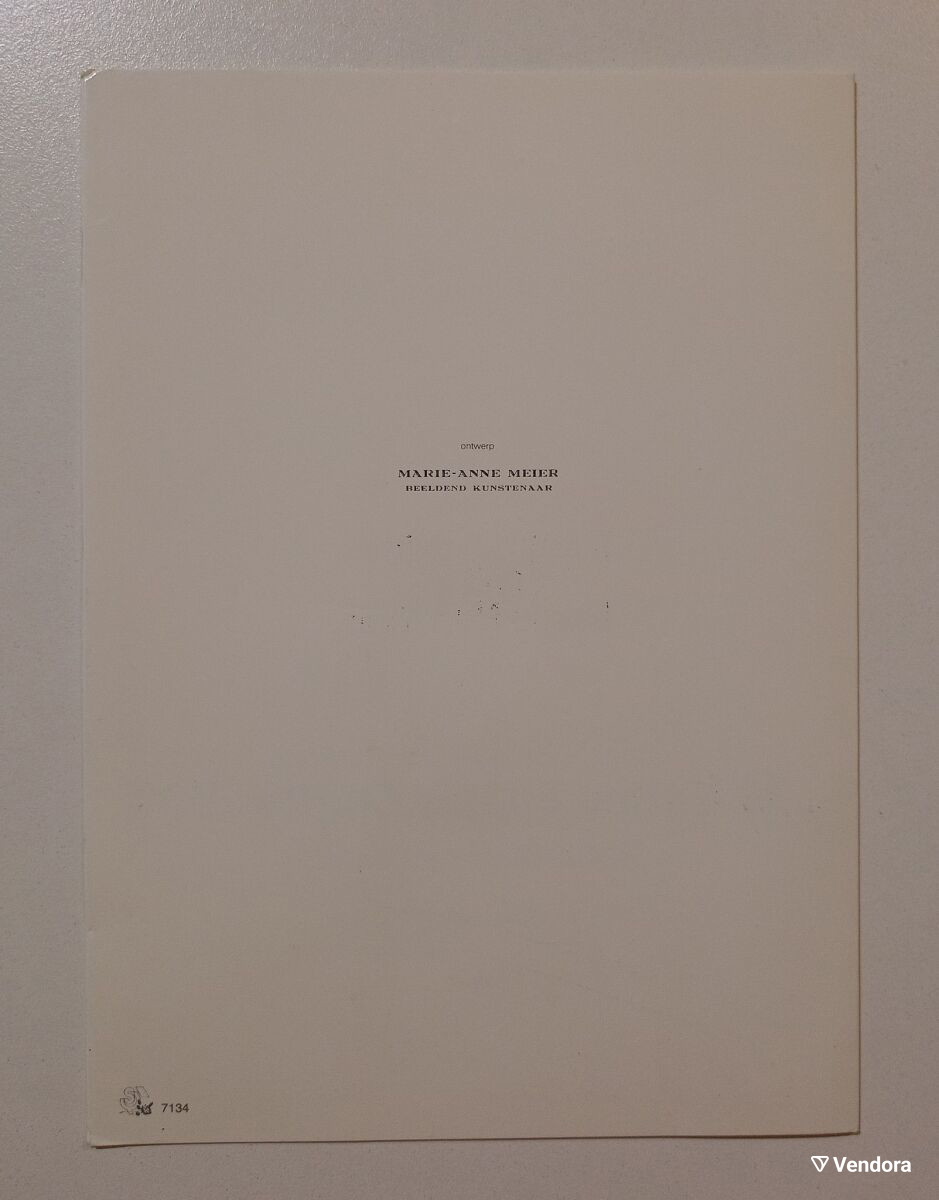 ontwerp
MARIE-ANNE MEIER
BEELDEND KUNSTENAAR
7134
Vendora